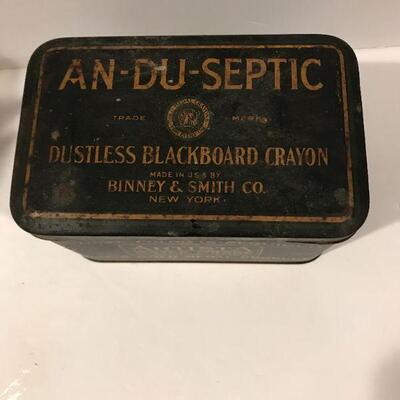 AN-DU-SEPTIC
TRADE MARK
DUSTLESS BLACKBOARD CRAYON
MADE IN U.S.A BY
BINNEY & SMITH CO.
NEW YORK.